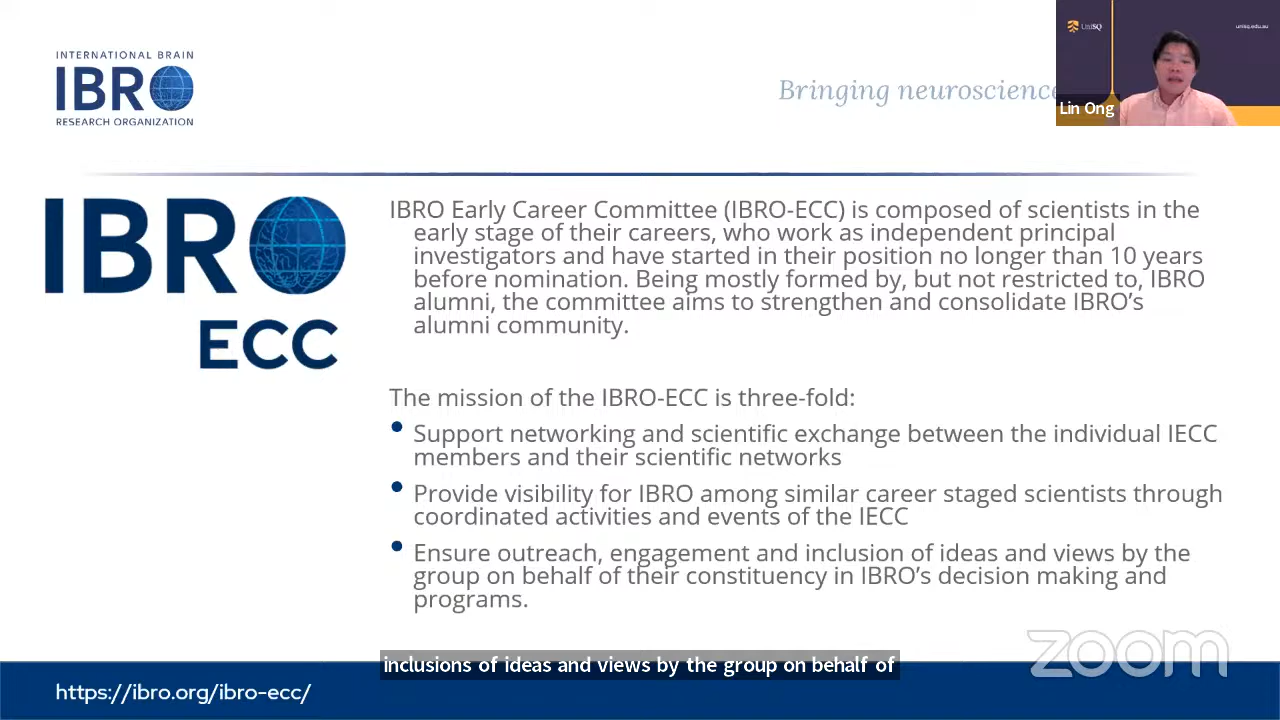 INTERNATIONAL BRAIN
IBRO
RESEARCH ORGANIZATION
Bringing neuroscience
UniSQ
unisq.edu.au
Lin Ong
IBRO
ECC
IBRO Early Career Committee (IBRO-ECC) is composed of scientists in the
early stage of their careers, who work as independent principal
investigators and have started in their position no longer than 10 years
before nomination. Being mostly formed by, but not restricted to, IBRO
alumni, the committee aims to strengthen and consolidate IBRO’s
alumni community.
The mission of the IBRO-ECC is three-fold:
• Support networking and scientific exchange between the individual IECC
members and their scientific networks
• Provide visibility for IBRO among similar career staged scientists through
coordinated activities and events of the IECC
• Ensure outreach, engagement and inclusion of ideas and views by the
group on behalf of their constituency in IBRO’s decision making and
programs.
zoom
inclusions of ideas and views by the group on behalf of
https://ibro.org/ibro-ecc/